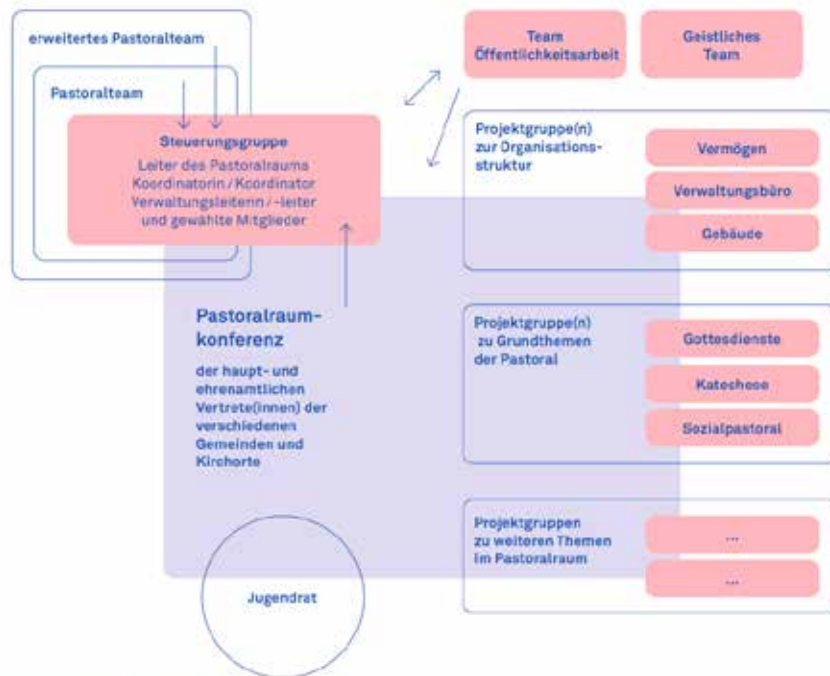 erweitertes Pastoralteam
Pastoralteam
Steuerungsgruppe
Leiter des Pastoralraums
Koordinatorin / Koordinator
Verwaltungsleiterin / -leiter
und gewählte Mitglieder
Team
Öffentlichkeitsarbeit
Geistliches
Team
Projektgruppe(n)
zur Organisations-
struktur
Vermögen
Verwaltungsbüro
Gebäude
Pastoralraum-
konferenz
der haupt- und
ehrenamtlichen
Vertrete(innen) der
verschiedenen
Gemeinden und
Kirchorte
Projektgruppe(n)
zu Grundthemen
der Pastoral
Gottesdienste
Katechese
Sozialpastoral
Projektgruppen
zu weiteren Themen
im Pastoralraum
...
...
Jugendrat